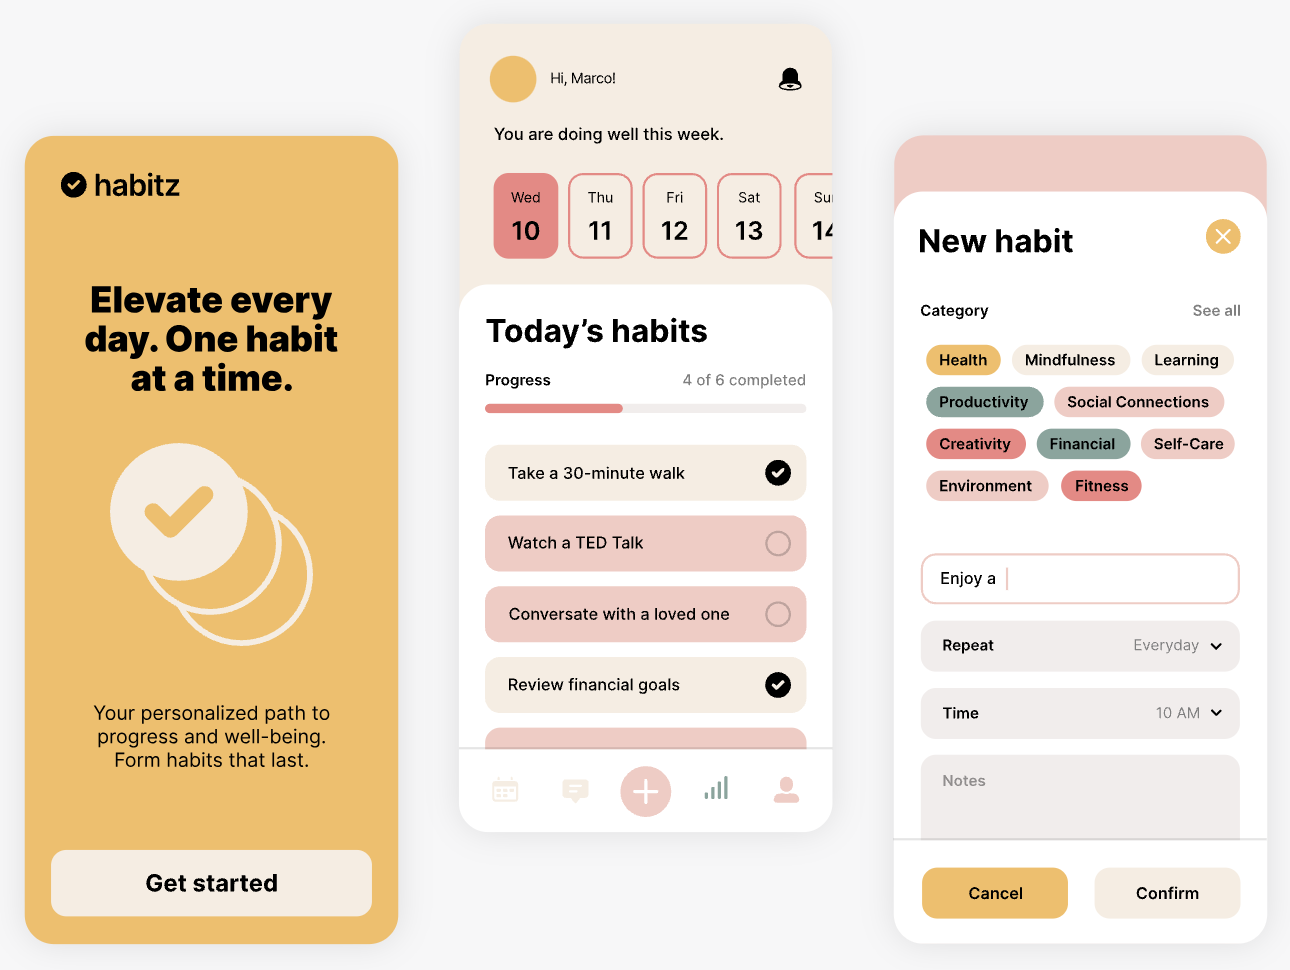 habitz
Elevate every
day. One habit
at a time.
Your personalized path to
progress and well-being.
Form habits that last.
Get started
Hi, Marco!
You are doing well this week.
Wed Thu Fri Sat Su
10 11 12 13 14
Today's habits
Progress 4 of 6 completed
Take a 30-minute walk
Watch a TED Talk
Conversate with a loved one
Review financial goals
New habit
Category See all
Health Mindfulness Learning
Productivity Social Connections
Creativity Financial Self-Care
Environment Fitness
Enjoy a
Repeat Everyday
Time 10 AM
Notes
Cancel Confirm